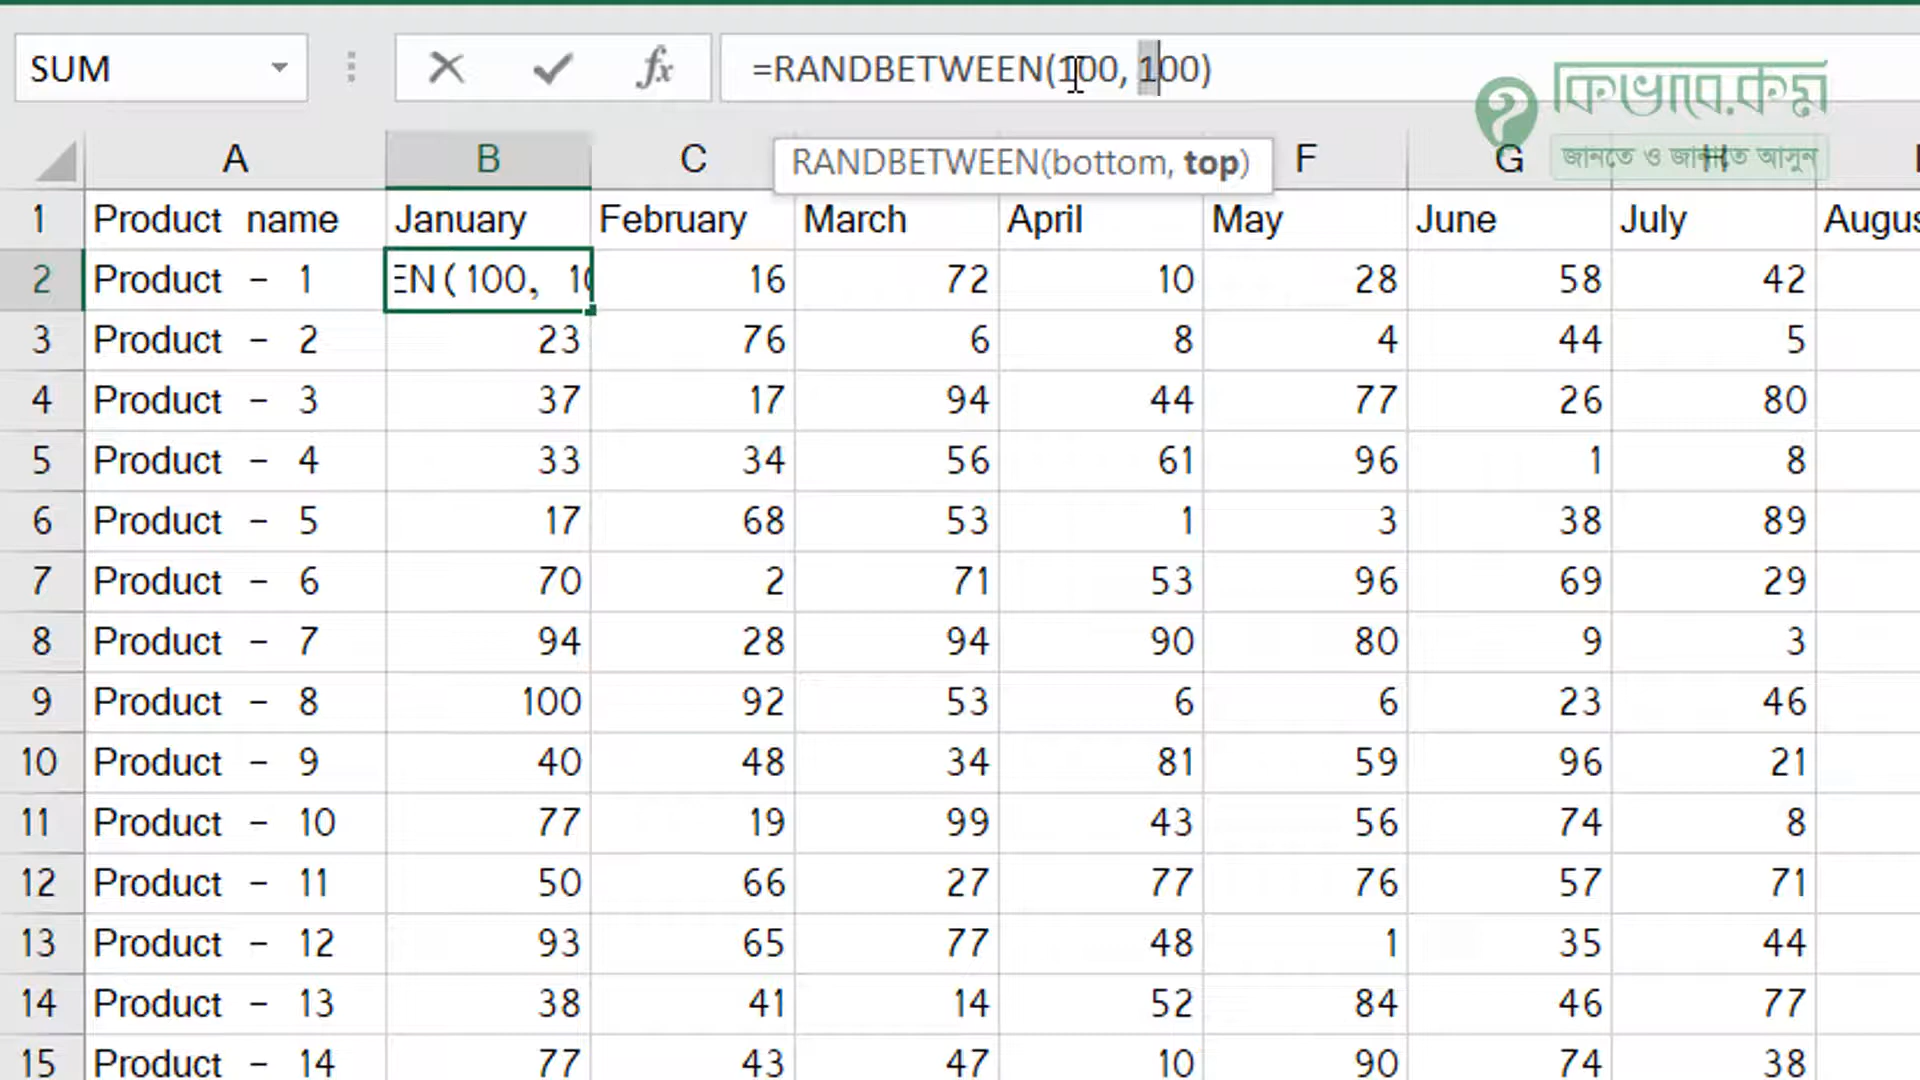 SUM fx =RANDBETWEEN(100, 100)
কিভাবে.কম
জানতে ও জানাতে আসুন
RANDBETWEEN(bottom, top)
A B C F G H
1 Product name January February March April May June July Augus
2 Product - 1 EN(100, 10 16 72 10 28 58 42
3 Product - 2 23 76 6 8 4 44 5
4 Product - 3 37 17 94 44 77 26 80
5 Product - 4 33 34 56 61 96 1 8
6 Product - 5 17 68 53 1 3 38 89
7 Product - 6 70 2 71 53 96 69 29
8 Product - 7 94 28 94 90 80 9 3
9 Product - 8 100 92 53 6 6 23 46
10 Product - 9 40 48 34 81 59 96 21
11 Product - 10 77 19 99 43 56 74 8
12 Product - 11 50 66 27 77 76 57 71
13 Product - 12 93 65 77 48 1 35 44
14 Product - 13 38 41 14 52 84 46 77
15 Product - 14 77 43 47 10 90 74 38